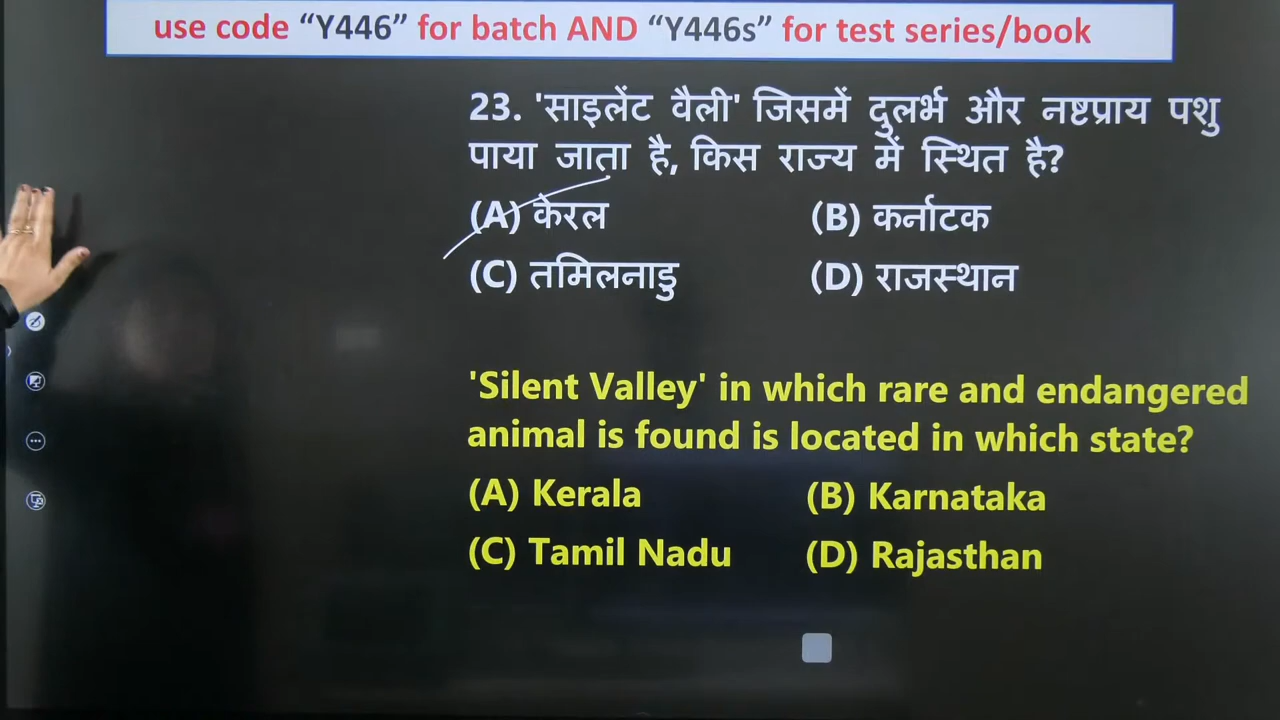 use code “Y446” for batch AND “Y446s” for test series/book
23. 'साइलेंट वैली' जिसमें दुलर्भ और नष्टप्राय पशु
पाया जाता है, किस राज्य में स्थित है?
(A) केरल (B) कर्नाटक
(C) तमिलनाडु (D) राजस्थान
'Silent Valley' in which rare and endangered
animal is found is located in which state?
(A) Kerala (B) Karnataka
(C) Tamil Nadu (D) Rajasthan